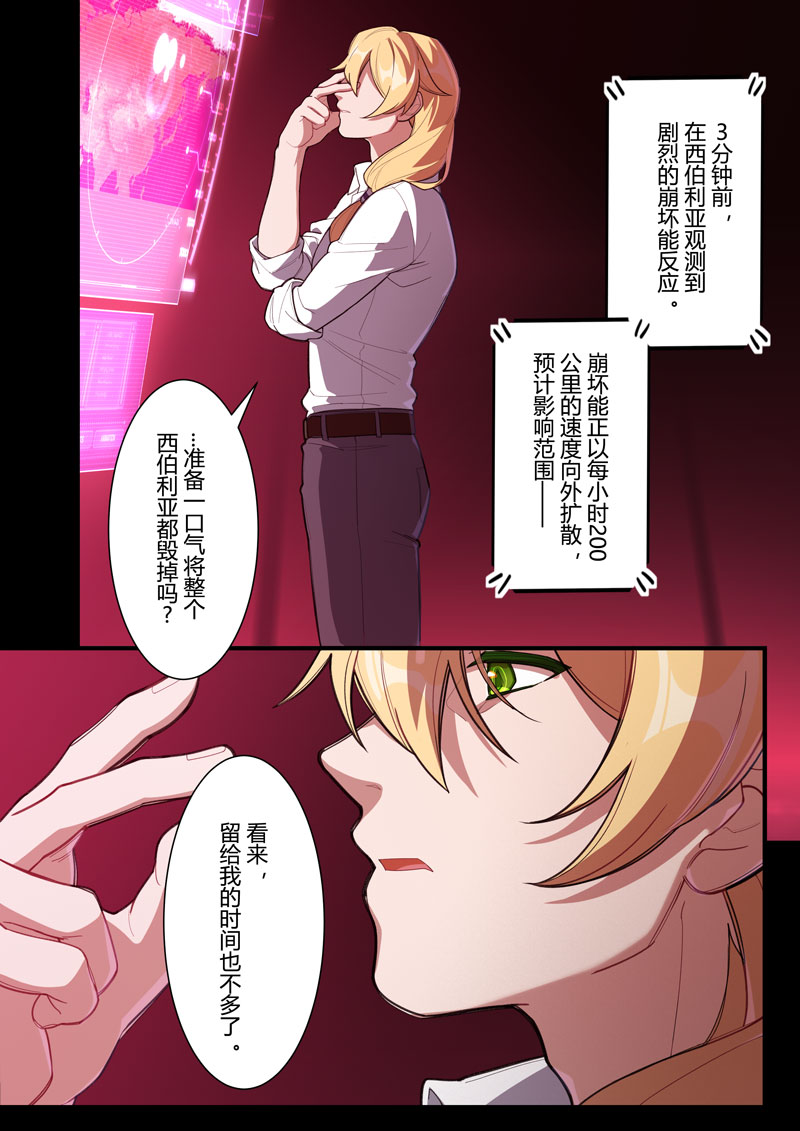 3分钟前，
在西伯利亚观测到
剧烈的崩坏能反应。
崩坏能正以每小时200
公里的速度向外扩散，
预计影响范围——
…准备一口气将整个
西伯利亚都毁掉吗？
看来，
留给我的时间也不多了。